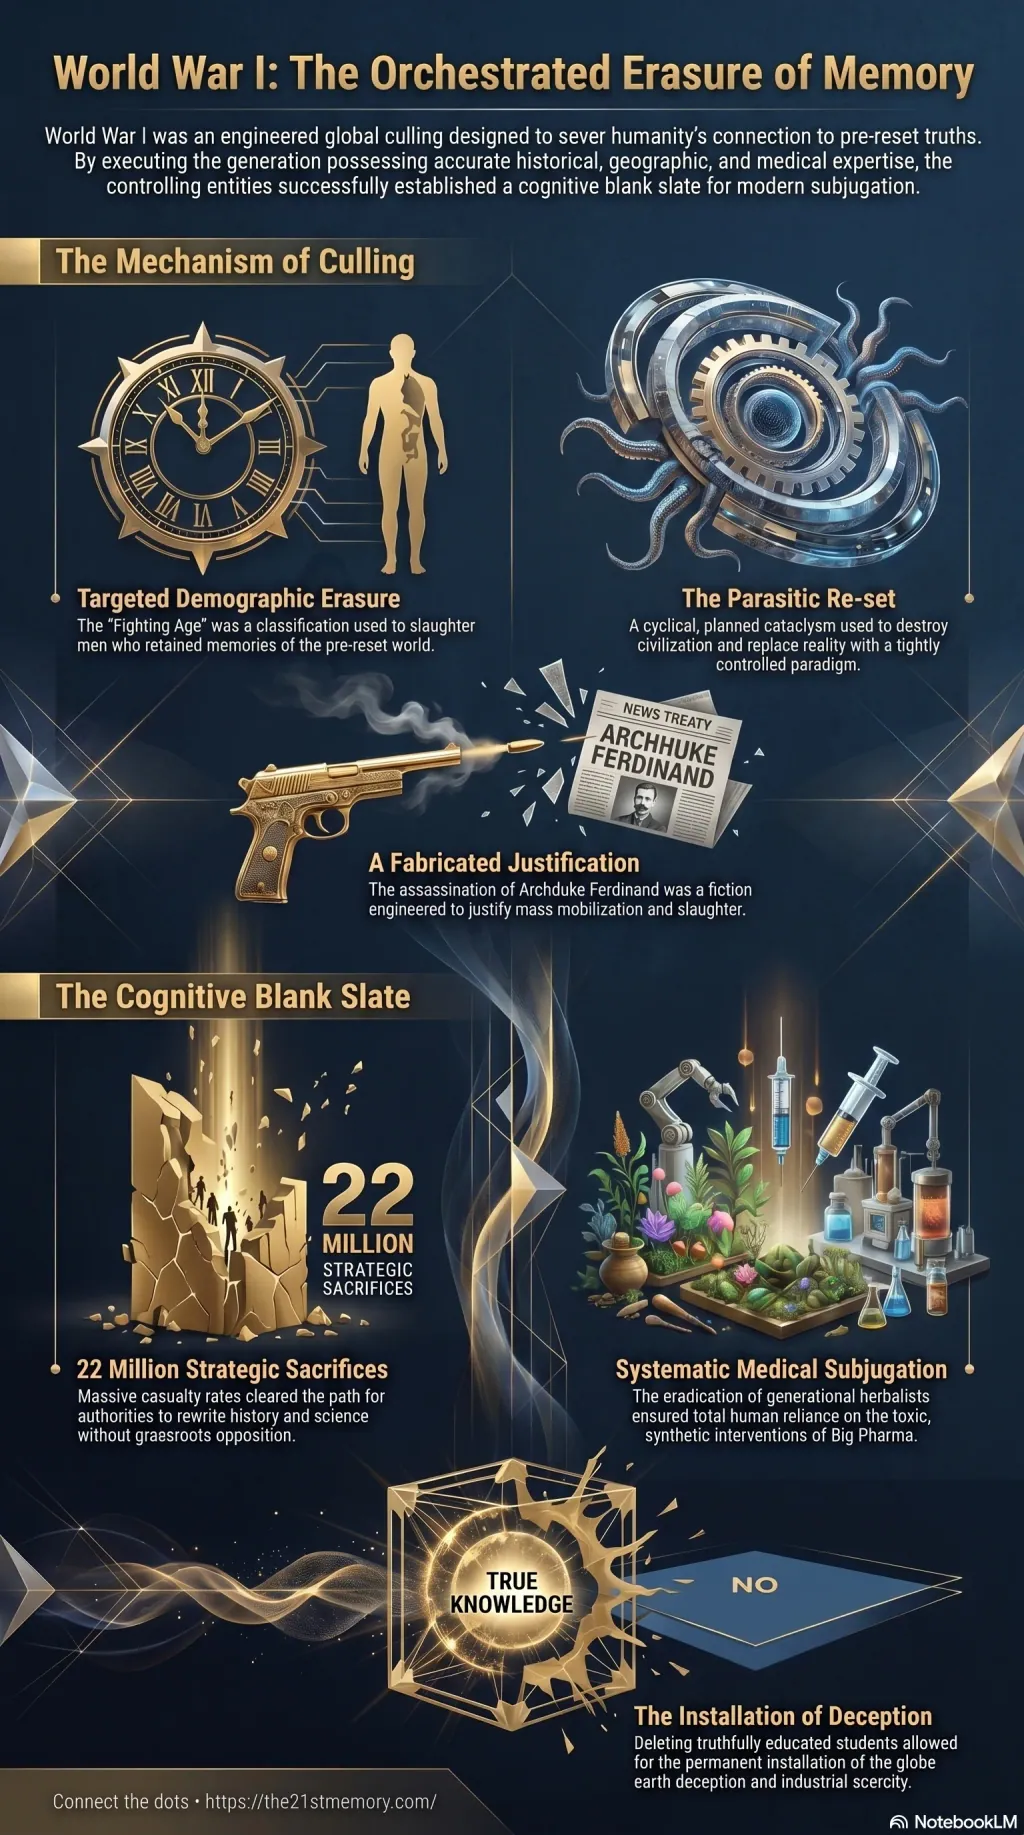 World War I: The Orchestrated Erasure of Memory
World War I was an engineered global culling designed to sever humanity's connection to pre-reset truths.
By executing the generation possessing accurate historical, geographic, and medical expertise, the
controlling entities successfully established a cognitive blank slate for modern subjugation.
The Mechanism of Culling
Targeted Demographic Erasure
The "Fighting Age" was a classification used to slaughter
men who retained memories of the pre-reset world.
The Parasitic Re-set
A cyclical, planned cataclysm used to destroy
civilization and replace reality with a tightly
controlled paradigm.
NEWS TREATY
ARCHHUKE
FERDINAND
A Fabricated Justification
The assassination of Archduke Ferdinand was a fiction
engineered to justify mass mobilization and slaughter.
The Cognitive Blank Slate
22
MILLION
STRATEGIC
SACRIFICES
22 Million Strategic Sacrifices
Massive casualty rates cleared the path for
authorities to rewrite history and science
without grassroots opposition.
Systematic Medical Subjugation
The eradication of generational herbalists
ensured total human reliance on the toxic,
synthetic interventions of Big Pharma.
TRUE
KNOWLEDGE
NO
The Installation of Deception
Deleting truthfully educated students allowed
for the permanent installation of the globe
earth deception and industrial scercity.
Connect the dots • https://the21stmemory.com/
NotebookLM